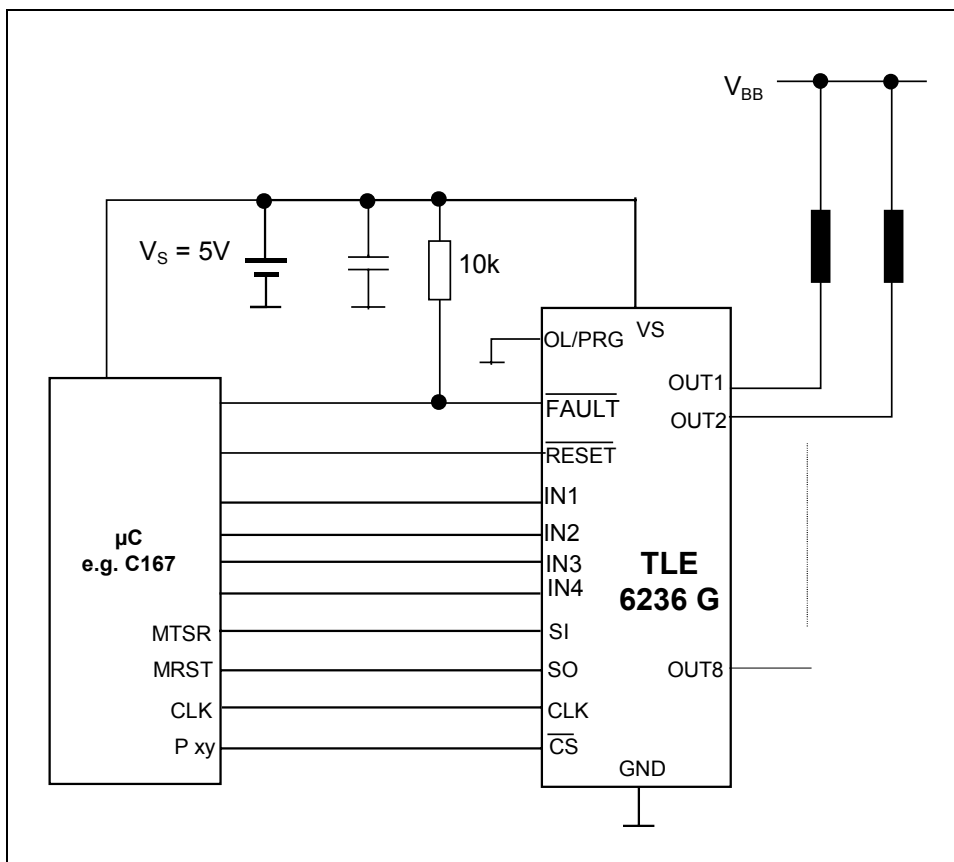 V_BB
V_S = 5V
10k
OL/PRG
VS
OUT1
FAULT
OUT2
RESET
IN1
µC
e.g. C167
IN2
IN3
TLE
6236 G
IN4
MTSR
SI
MRST
SO
OUT8
CLK
CLK
P xy
CS
GND